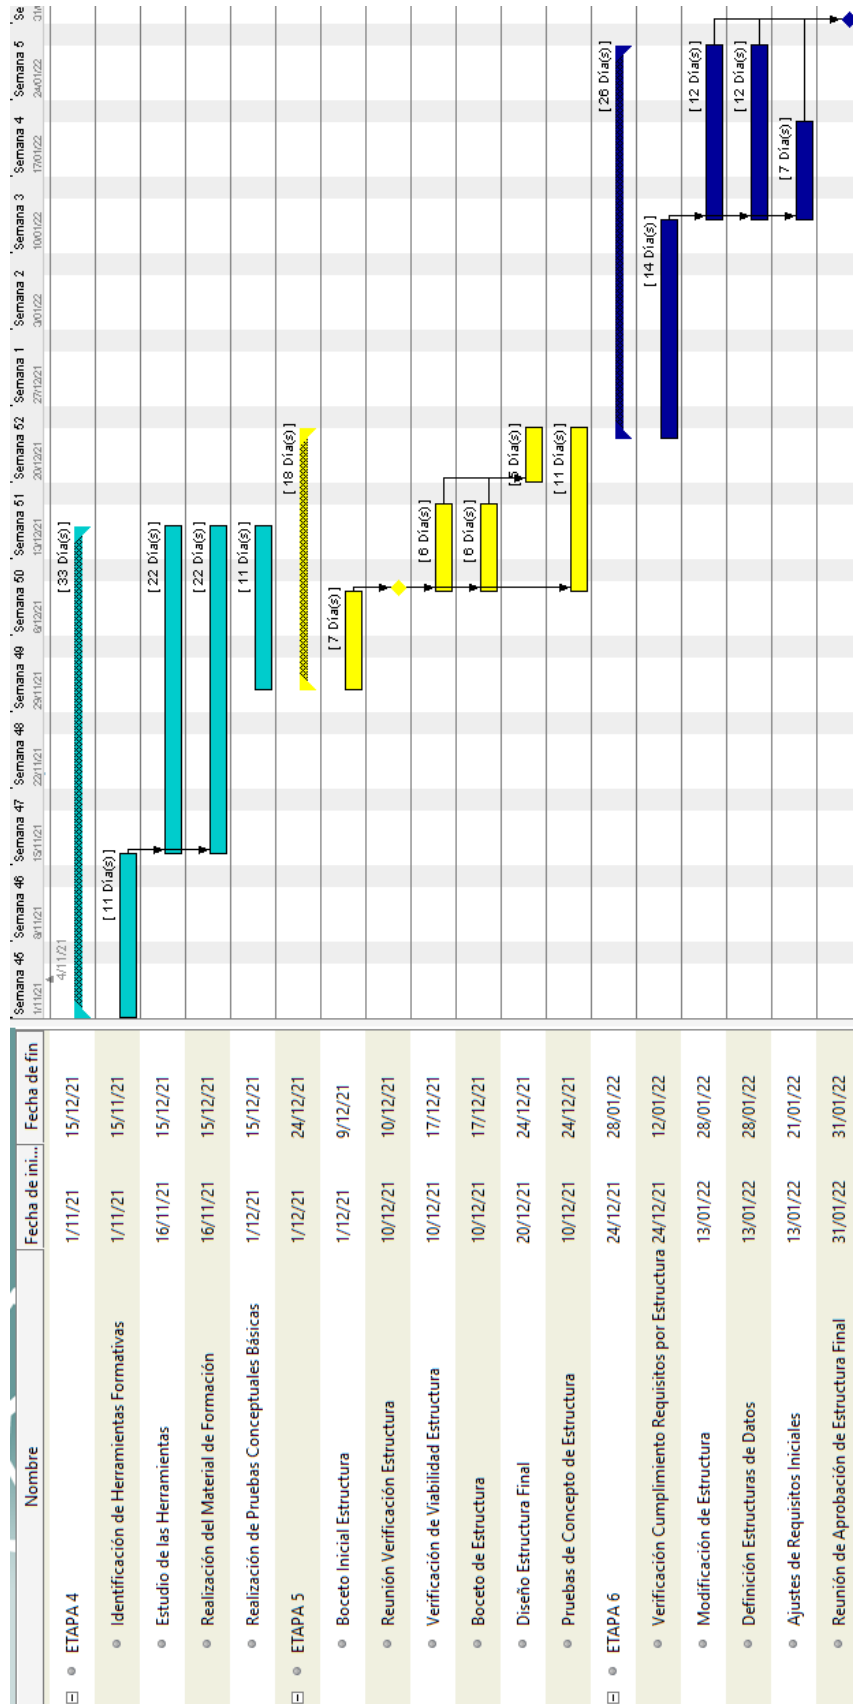 Nombre Fecha de ini... Fecha de fin
ETAPA 4 1/11/21 15/12/21
Identificación de Herramientas Formativas 1/11/21 15/11/21
Estudio de las Herramientas 16/11/21 15/12/21
Realización del Material de Formación 16/11/21 15/12/21
Realización de Pruebas Conceptuales Básicas 1/12/21 15/12/21
ETAPA 5 1/12/21 24/12/21
Boceto Inicial Estructura 1/12/21 9/12/21
Reunión Verificación Estructura 10/12/21 10/12/21
Verificación de Viabilidad Estructura 10/12/21 17/12/21
Boceto de Estructura 10/12/21 17/12/21
Diseño Estructura Final 20/12/21 24/12/21
Pruebas de Concepto de Estructura 10/12/21 24/12/21
ETAPA 6 24/12/21 28/01/22
Verificación Cumplimiento Requisitos por Estructura 24/12/21 12/01/22
Modificación de Estructura 13/01/22 28/01/22
Definición Estructuras de Datos 13/01/22 28/01/22
Ajustes de Requisitos Iniciales 13/01/22 21/01/22
Reunión de Aprobación de Estructura Final 31/01/22 31/01/22
Semana 45 Semana 46 Semana 47 Semana 48 Semana 49 Semana 50 Semana 51 Semana 52 Semana 1 Semana 2 Semana 3 Semana 4 Semana 5 Se
1/11/21 8/11/21 15/11/21 22/11/21 29/11/21 6/12/21 13/12/21 20/12/21 27/12/21 3/01/22 10/01/22 17/01/22 24/01/22
4/11/21
[ 33 Día(s) ]
[ 11 Día(s) ]
[ 22 Día(s) ]
[ 22 Día(s) ]
[ 11 Día(s) ]
[ 18 Día(s) ]
[ 7 Día(s) ]
[ 6 Día(s) ]
[ 6 Día(s) ]
[ 5 Día(s) ]
[ 11 Día(s) ]
[ 26 Día(s) ]
[ 14 Día(s) ]
[ 12 Día(s) ]
[ 12 Día(s) ]
[ 7 Día(s) ]